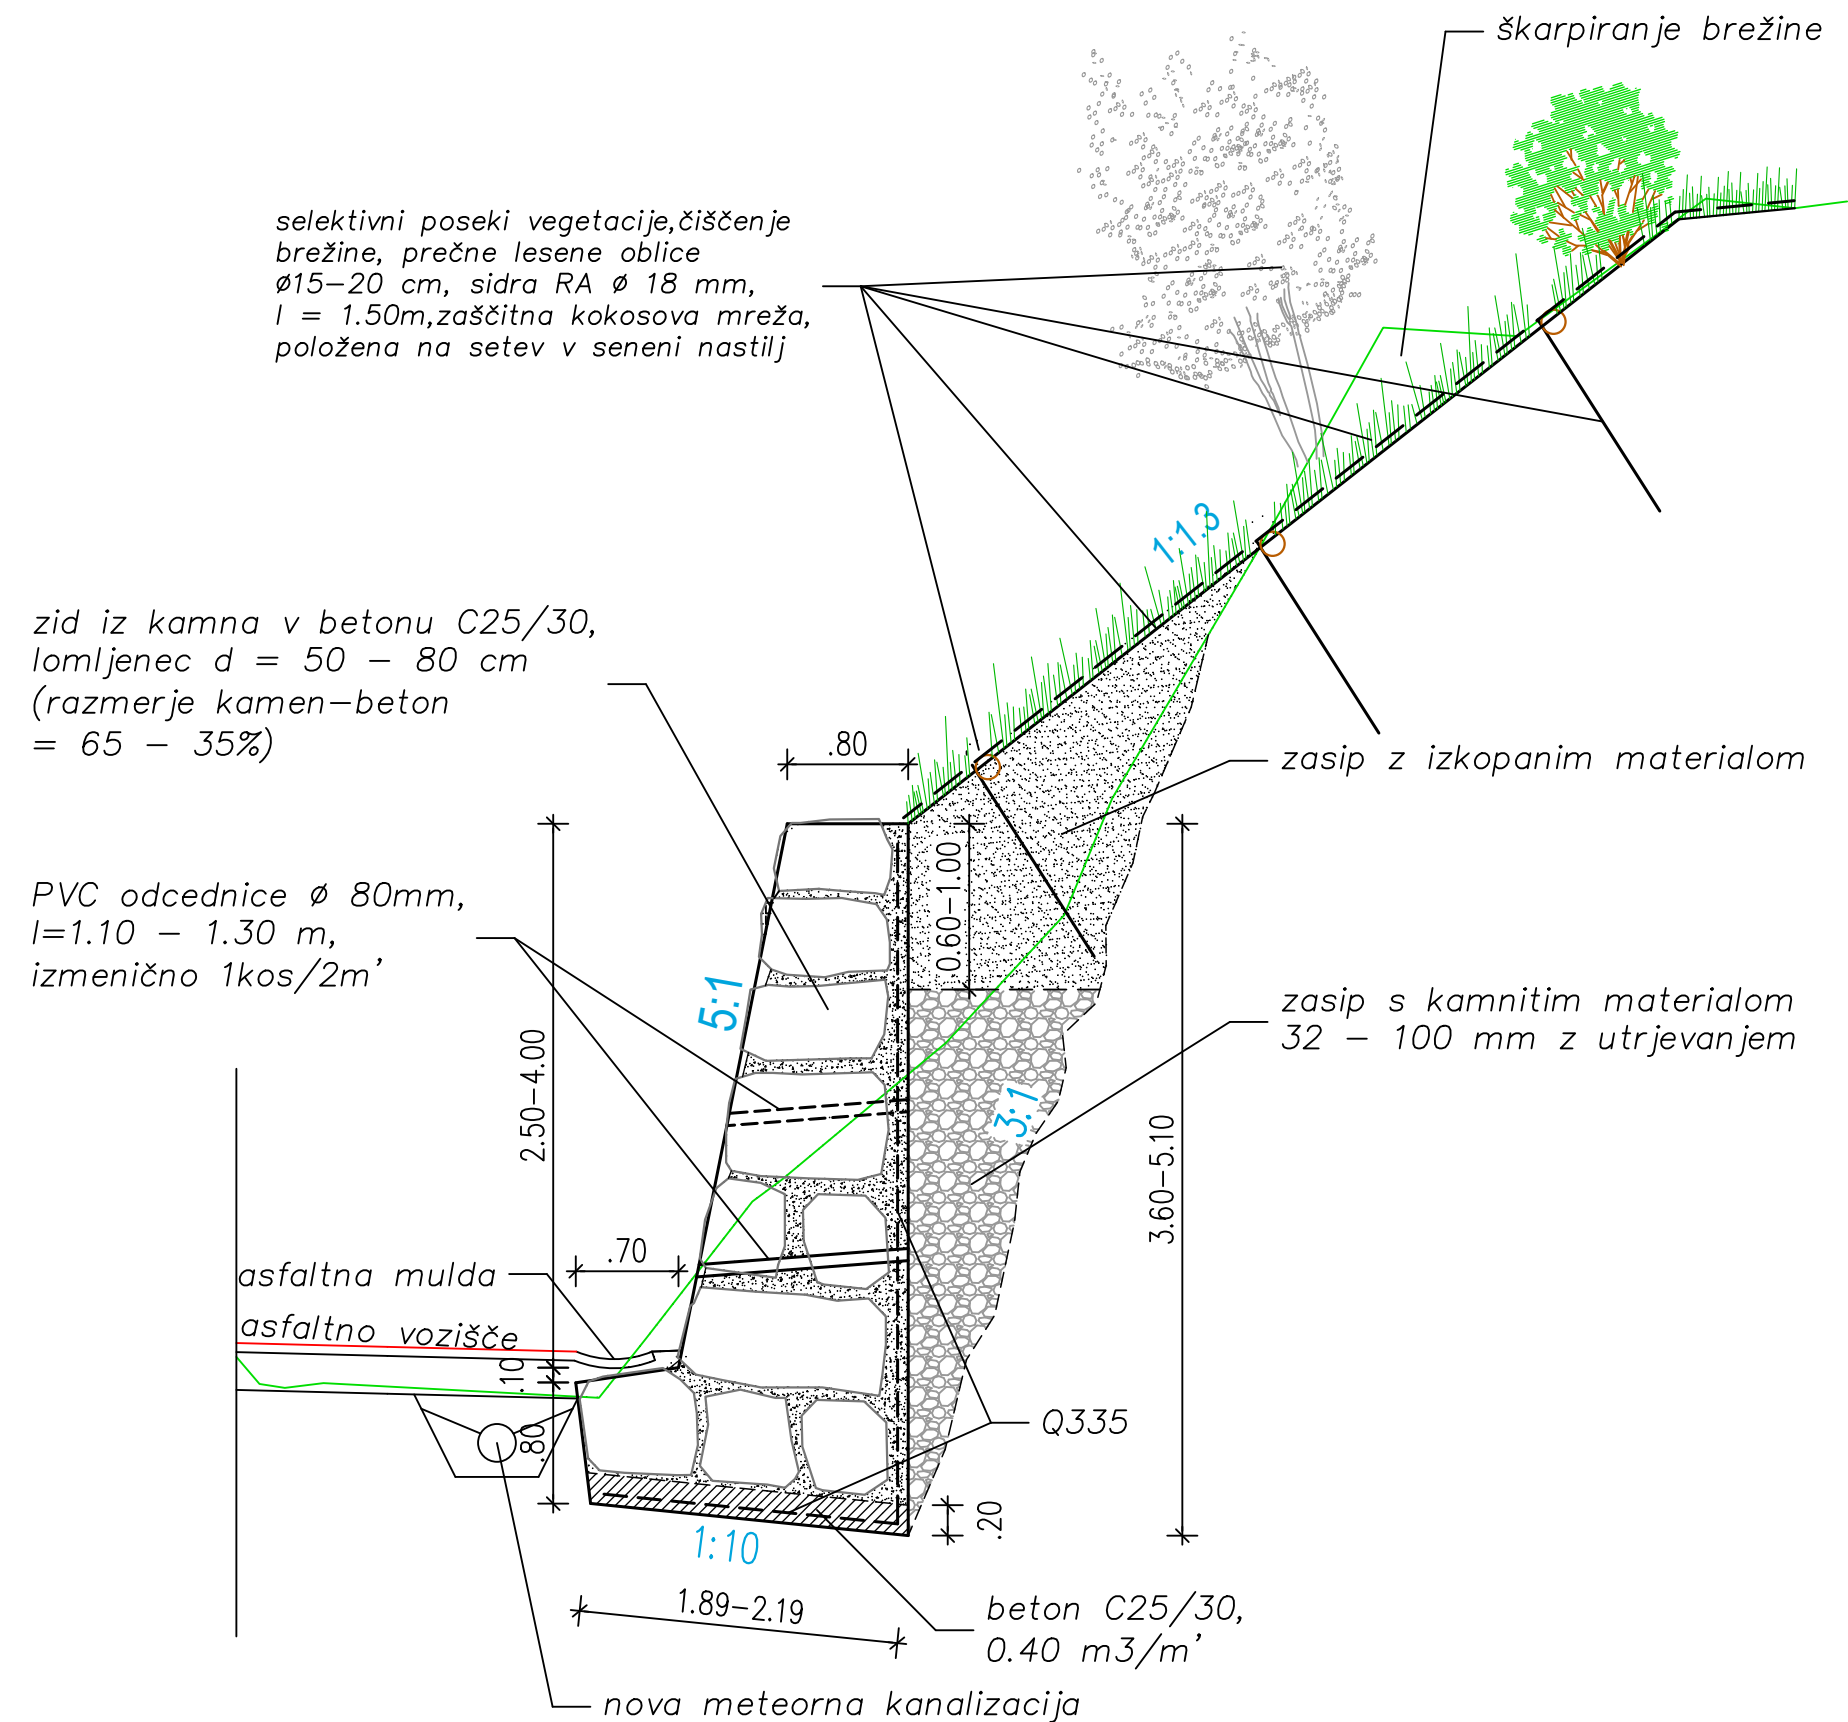 škarpiranje brežine
selektivni poseki vegetacije,čiščenje
brežine, prečne lesene oblice
ø15–20 cm, sidra RA ø 18 mm,
l = 1.50m,zaščitna kokosova mreža,
položena na setev v seneni nastilj
1:1.3
zid iz kamna v betonu C25/30,
lomljenec d = 50 – 80 cm
(razmerje kamen–beton
= 65 – 35%)
.80
zasip z izkopanim materialom
0.60–1.00
PVC odcednice ø 80mm,
l=1.10 – 1.30 m,
izmenično 1kos/2m'
5:1
zasip s kamnitim materialom
32 – 100 mm z utrjevanjem
2.50–4.00
3:1
3.60–5.10
.70
asfaltna mulda
asfaltno vozišče
.10
.80
Q335
.20
1:10
1.89–2.19
beton C25/30,
0.40 m3/m'
nova meteorna kanalizacija